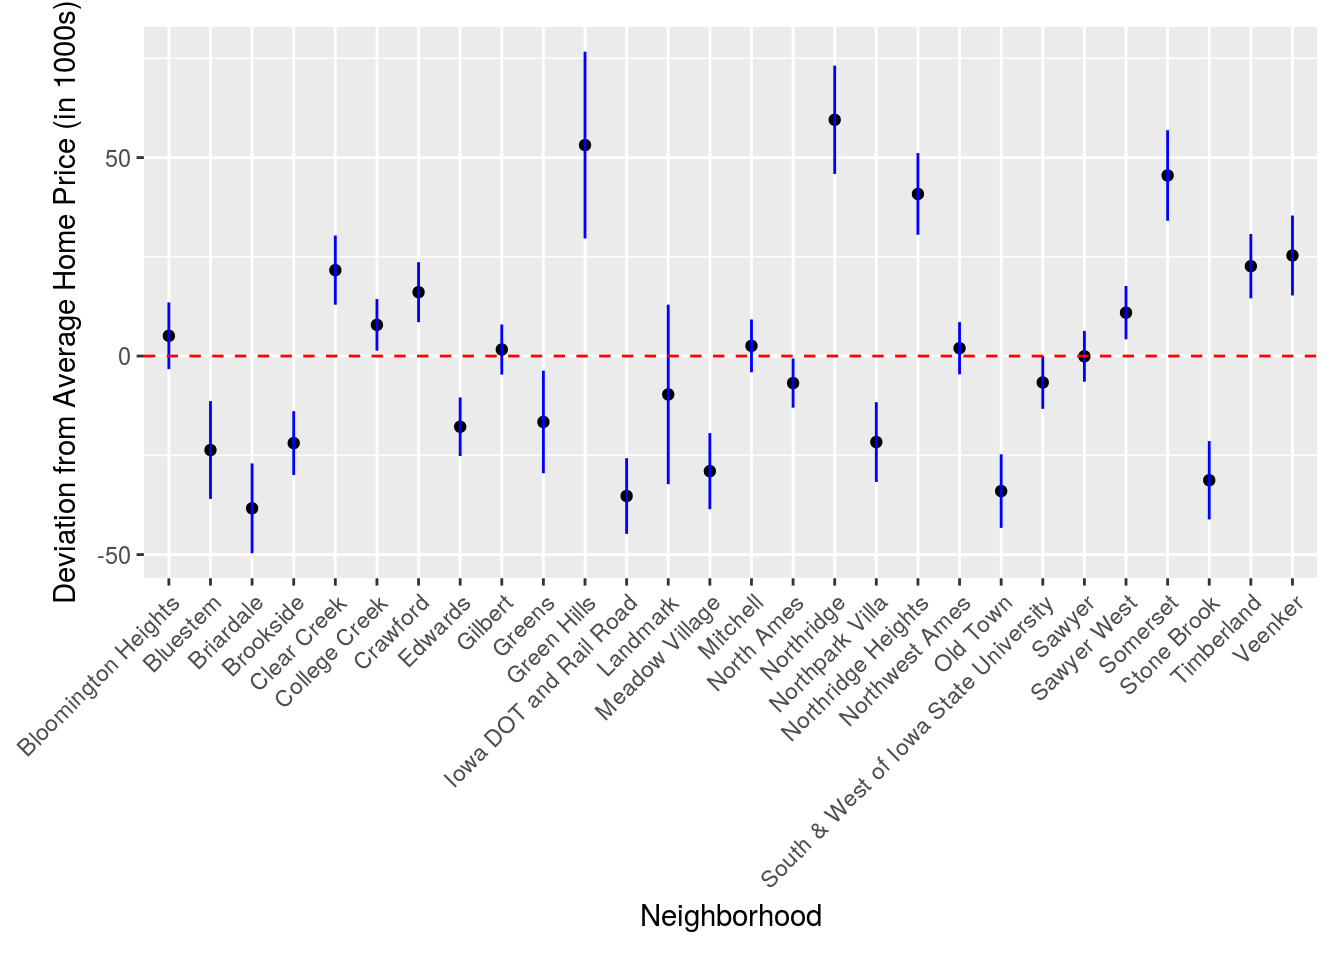 Deviation from Average Home Price (in 1000s)
50
0
-50
Bloomington Heights
Bluestem
Briardale
Brookside
Clear Creek
College Creek
Crawford
Edwards
Gilbert
Greens
Green Hills
Iowa DOT and Rail Road
Landmark
Meadow Village
Mitchell
North Ames
Northridge
Northpark Villa
Northridge Heights
Northwest Ames
Old Town
South & West of Iowa State University
Sawyer
Sawyer West
Somerset
Stone Brook
Timberland
Veenker
Neighborhood